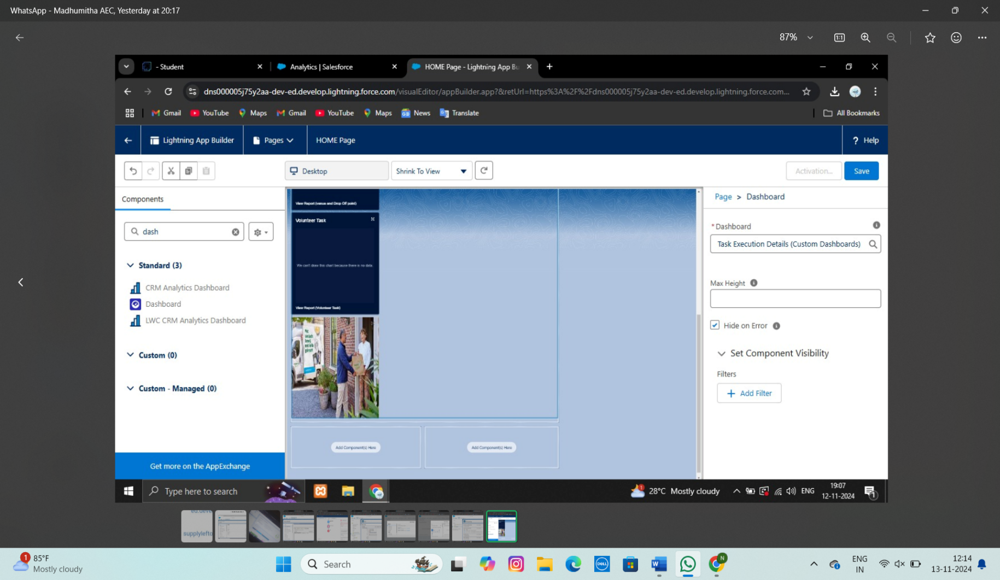 WhatsApp - Madhumitha AEC, Yesterday at 20:17
87%
- Student
Analytics | Salesforce
HOME Page - Lightning App Bu
dns000005j75y2aa-dev-ed.develop.lightning.force.com/visualEditor/appBuilder.app?&retUrl=https%3A%2F%2Fdns000005j75y2aa-dev-ed.develop.lightning.force.com...
Gmail YouTube Maps Gmail YouTube Maps News Translate All Bookmarks
Lightning App Builder Pages HOME Page ? Help
Desktop Shrink To View Activation... Save
Components
dash
Standard (3)
CRM Analytics Dashboard
Dashboard
LWC CRM Analytics Dashboard
Custom (0)
Custom - Managed (0)
Get more on the AppExchange
View Report (venue and Drop Off point)
Volunteer Task
We can't draw this chart because there is no data.
View Report (Volunteer Task)
Add Component(s) Here
Add Component(s) Here
Page > Dashboard
* Dashboard
Task Execution Details (Custom Dashboards)
Max Height
Hide on Error
Set Component Visibility
Filters
+ Add Filter
Type here to search
28°C Mostly cloudy
ENG
19:07
12-11-2024
1
supplylefto
1
85°F
Mostly cloudy
Search
DELL
N
ENG
IN
12:14
13-11-2024